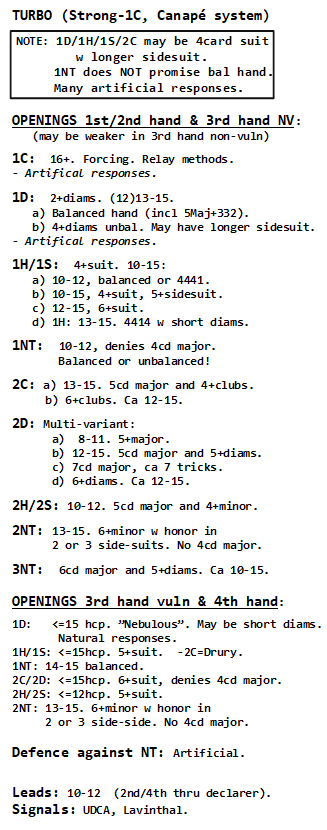 TURBO (Strong-1C, Canapé system)
NOTE: 1D/1H/1S/2C may be 4card suit
w longer sidesuit.
1NT does NOT promise bal hand.
Many artificial responses.
OPENINGS 1st/2nd hand & 3rd hand NV:
(may be weaker in 3rd hand non-vuln)
1C: 16+. Forcing. Relay methods.
- Artifical responses.
1D: 2+diams. (12)13-15.
a) Balanced hand (incl 5Maj+332).
b) 4+diams unbal. May have longer sidesuit.
- Artifical responses.
1H/1S: 4+suit. 10-15:
a) 10-12, balanced or 4441.
b) 10-15, 4+suit, 5+sidesuit.
c) 12-15, 6+suit.
d) 1H: 13-15. 4414 w short diams.
1NT: 10-12, denies 4cd major.
Balanced or unbalanced!
2C: a) 13-15. 5cd major and 4+clubs.
b) 6+clubs. Ca 12-15.
2D: Multi-variant:
a) 8-11. 5+major.
b) 12-15. 5cd major and 5+diams.
c) 7cd major, ca 7 tricks.
d) 6+diams. Ca 12-15.
2H/2S: 10-12. 5cd major and 4+minor.
2NT: 13-15. 6+minor w honor in
2 or 3 side-suits. No 4cd major.
3NT: 6cd major and 5+diams. Ca 10-15.
OPENINGS 3rd hand vuln & 4th hand:
1D: <=15 hcp. ”Nebulous”. May be short diams.
Natural responses.
1H/1S: <=15hcp. 5+suit. -2C=Drury.
1NT: 14-15 balanced.
2C/2D: <=15hcp. 6+suit, denies 4cd major.
2H/2S: <=12hcp. 5+suit.
2NT: 13-15. 6+minor w honor in
2 or 3 side-side. No 4cd major.
Defence against NT: Artificial.
Leads: 10-12 (2nd/4th thru declarer).
Signals: UDCA, Lavinthal.